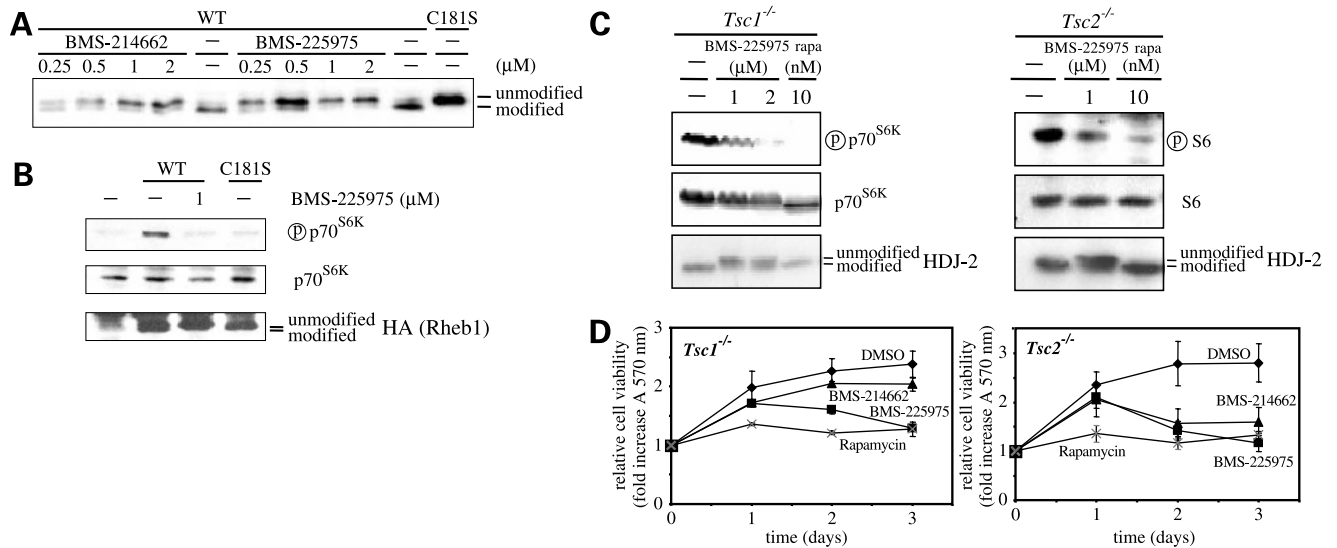 A
WT
C181S
BMS-214662
—
BMS-225975
—
—
0.25 0.5 1 2 — 0.25 0.5 1 2 — — (µM)
unmodified
modified
B
WT
C181S
— — 1 — BMS-225975 (µM)
ⓟ p70S6K
p70S6K
unmodified
modified
HA (Rheb1)
C
Tsc1-/-
BMS-225975 rapa
— (µM) (nM)
— 1 2 10
ⓟ p70S6K
p70S6K
unmodified
modified
HDJ-2
Tsc2-/-
BMS-225975 rapa
— (µM) (nM)
— 1 10
ⓟ S6
S6
unmodified
modified
HDJ-2
D
relative cell viability
(fold increase A 570 nm)
3
2
1
0
Tsc1-/-
DMSO
BMS-214662
BMS-225975
Rapamycin
0 1 2 3
time (days)
relative cell viability
(fold increase A 570 nm)
3
2
1
0
Tsc2-/-
DMSO
BMS-214662
Rapamycin
BMS-225975
0 1 2 3
time (days)